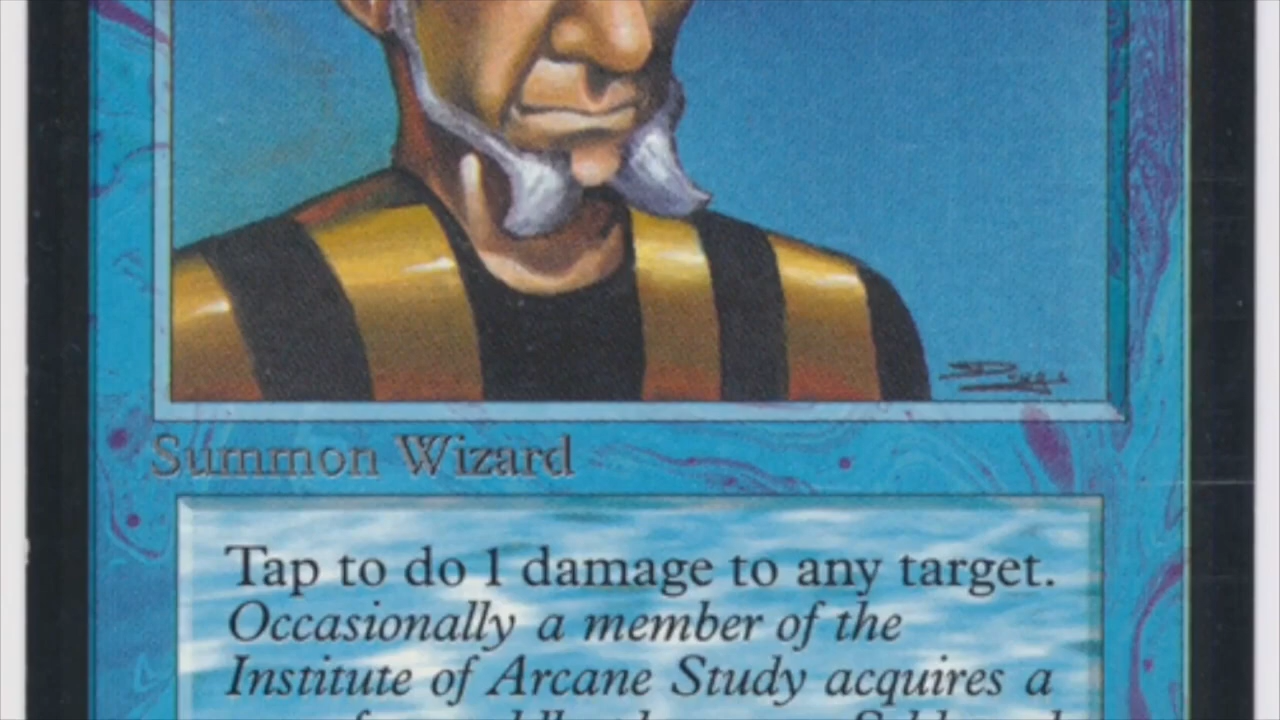 Summon Wizard
Tap to do 1 damage to any target.
Occasionally a member of the
Institute of Arcane Study acquires a